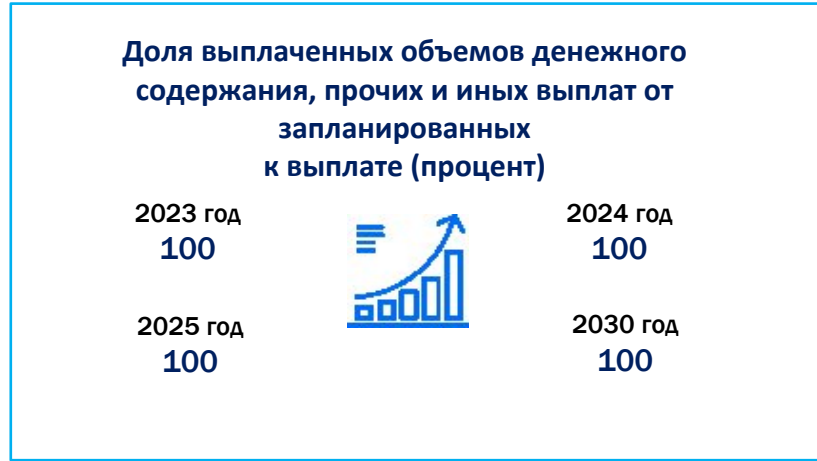 Доля выплаченных объемов денежного
содержания, прочих и иных выплат от
запланированных
к выплате (процент)
2023 год
100
2024 год
100
2025 год
100
2030 год
100